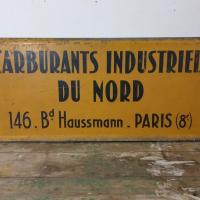 CARBURANTS INDUSTRIELS
DU NORD
146. Bd Haussmann. PARIS (8e)